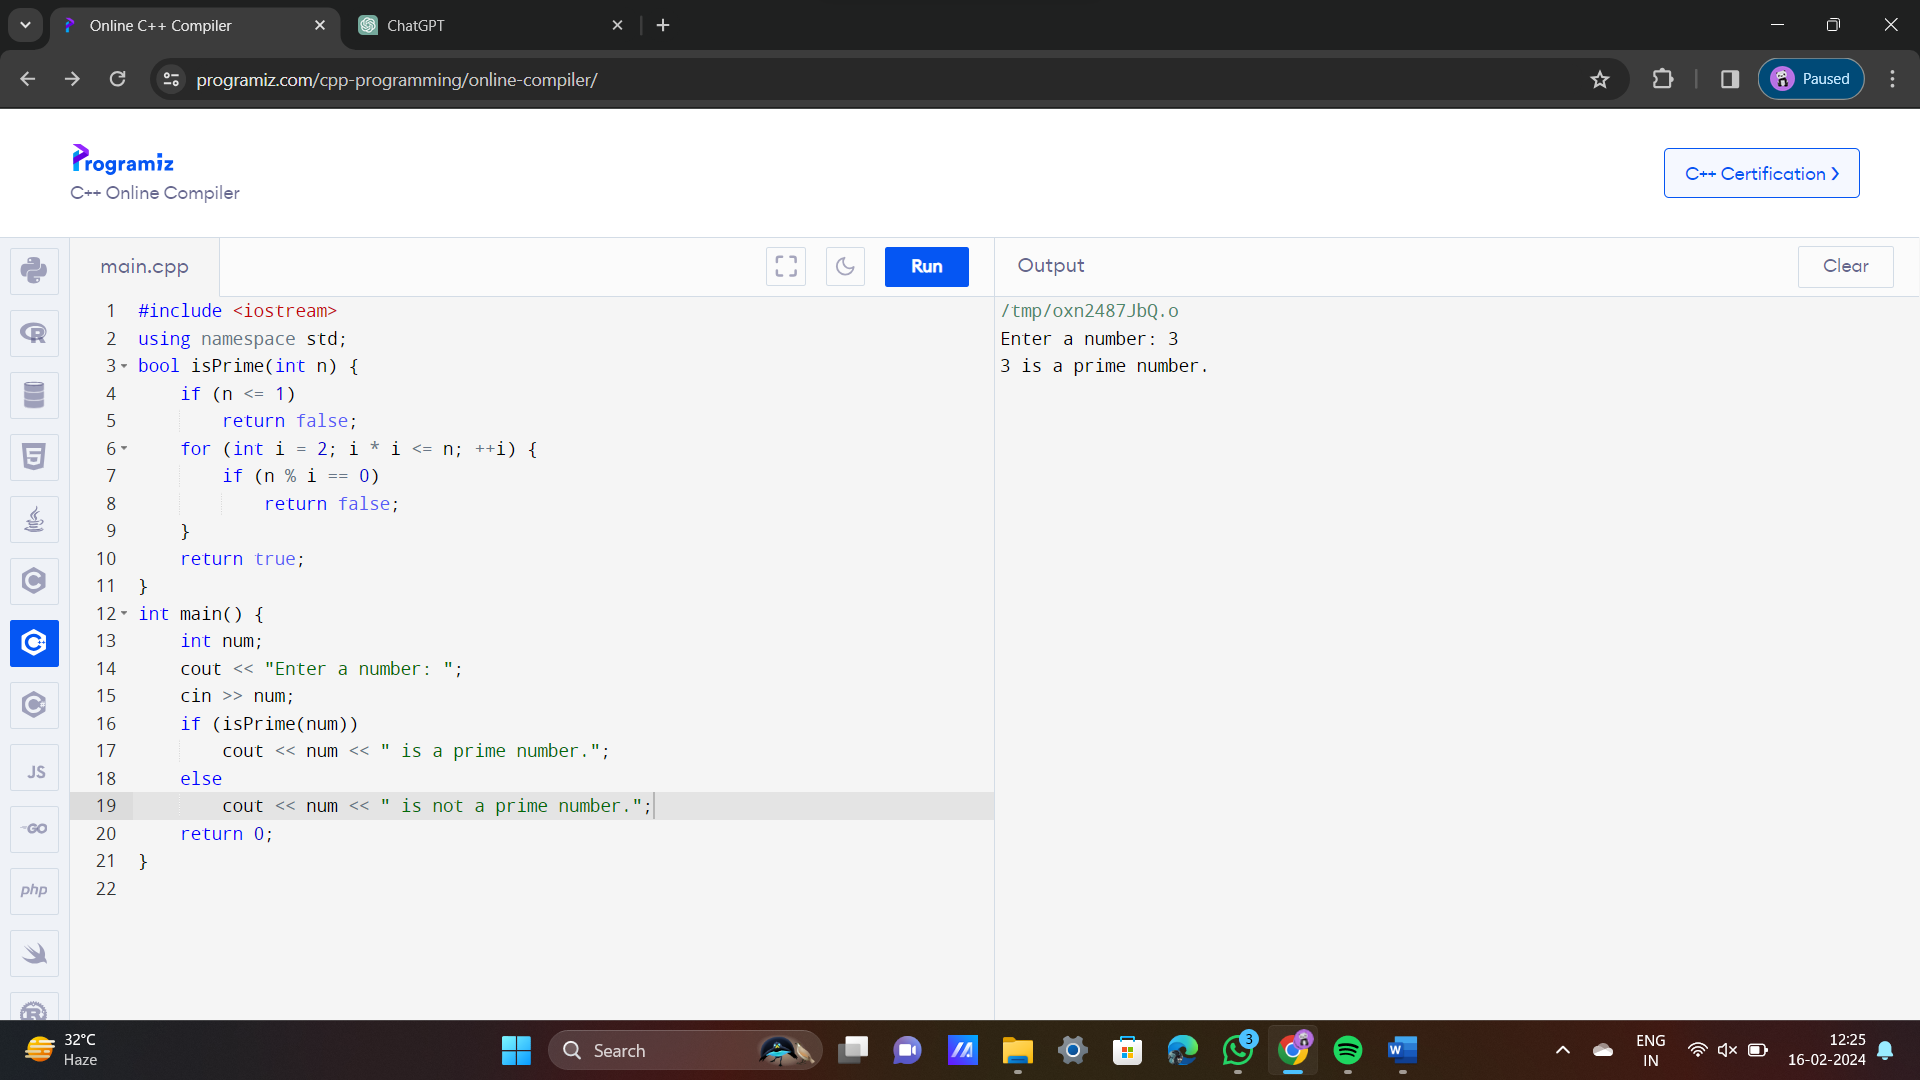 Online C++ Compiler
ChatGPT
programiz.com/cpp-programming/online-compiler/
Paused
Programiz
C++ Online Compiler
C++ Certification ›
main.cpp
Run
Output
Clear
1 #include <iostream>
2 using namespace std;
3 bool isPrime(int n) {
4     if (n <= 1)
5         return false;
6     for (int i = 2; i * i <= n; ++i) {
7         if (n % i == 0)
8             return false;
9     }
10     return true;
11 }
12 int main() {
13     int num;
14     cout << "Enter a number: ";
15     cin >> num;
16     if (isPrime(num))
17         cout << num << " is a prime number.";
18     else
19         cout << num << " is not a prime number.";
20     return 0;
21 }
22
/tmp/oxn2487JbQ.o
Enter a number: 3
3 is a prime number.
JS
GO
php
32°C
Haze
Search
3
W
ENG
IN
12:25
16-02-2024